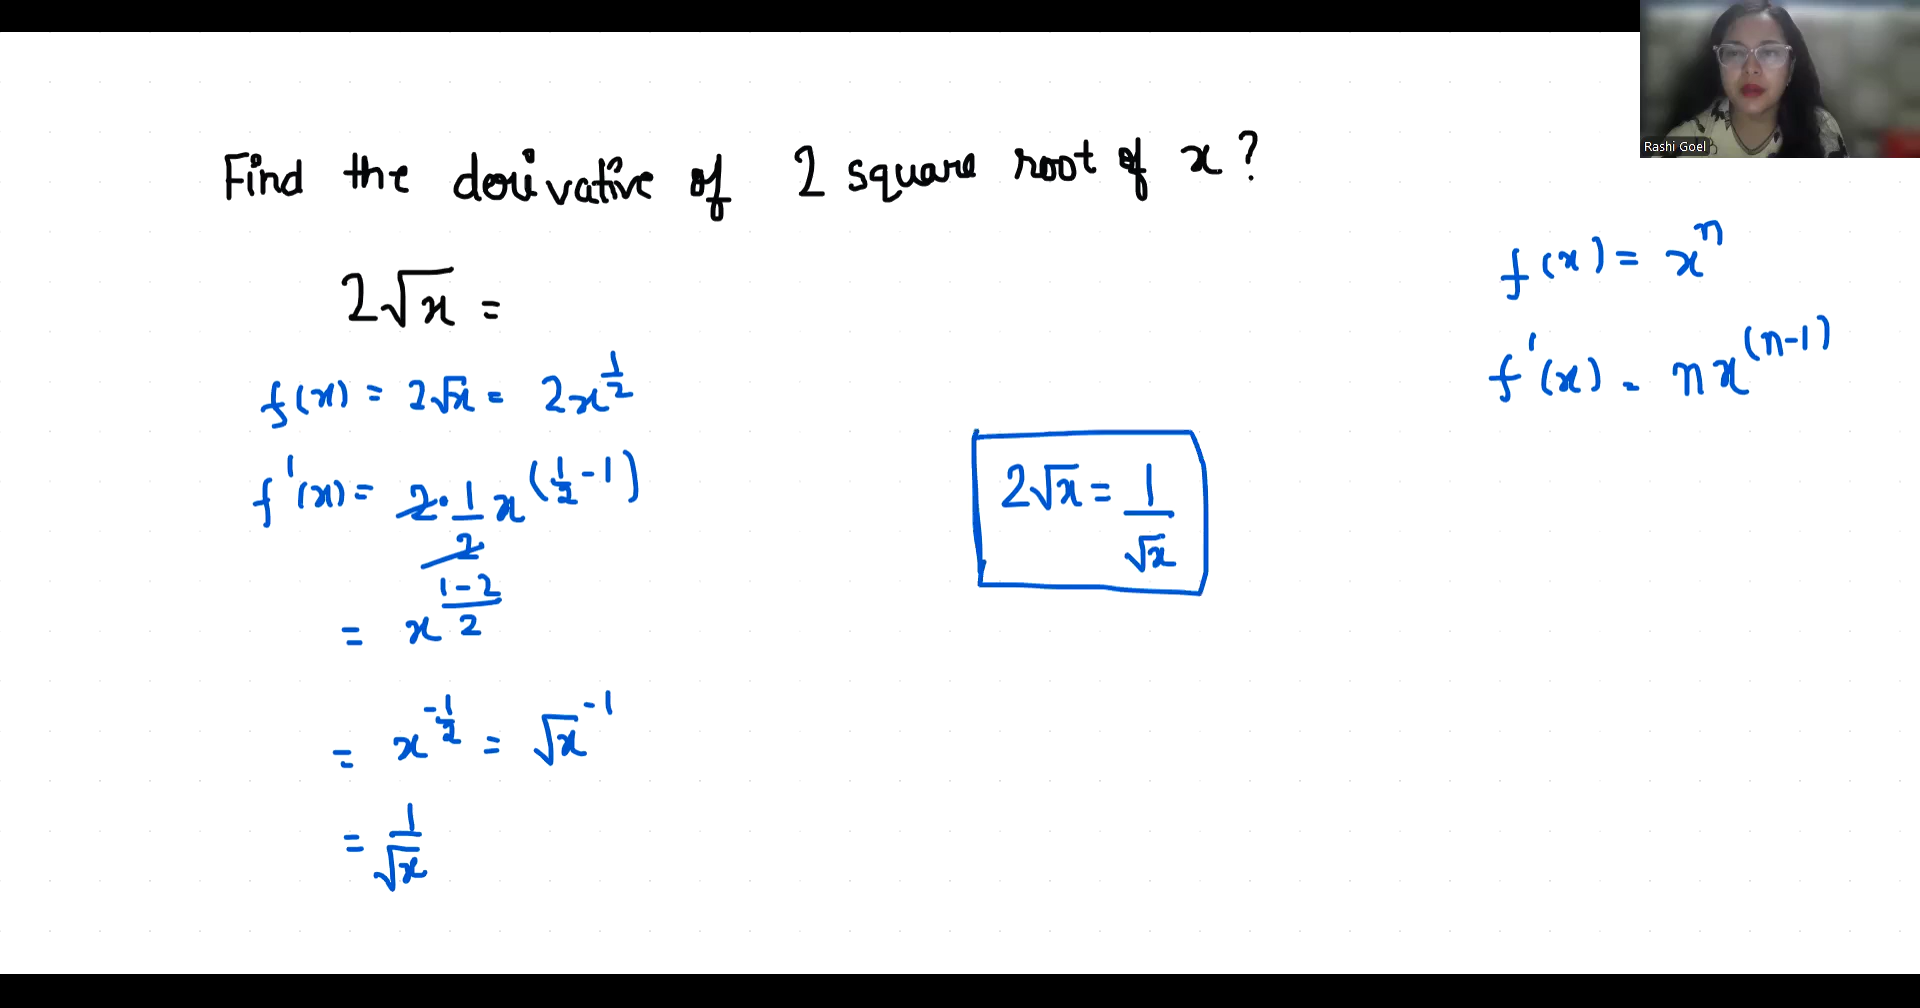 Find the derivative of 2 square root of x?
2√x =
f(x) = 2√x = 2x^(1/2)
f'(x) = 2·1/2 x^(1/2 - 1)
= x^((1-2)/2)
= x^(-1/2) = √x^(-1)
= 1/√x
2√x = 1/√x
f(x) = x^n
f'(x) = nx^(n-1)
Rashi Goel